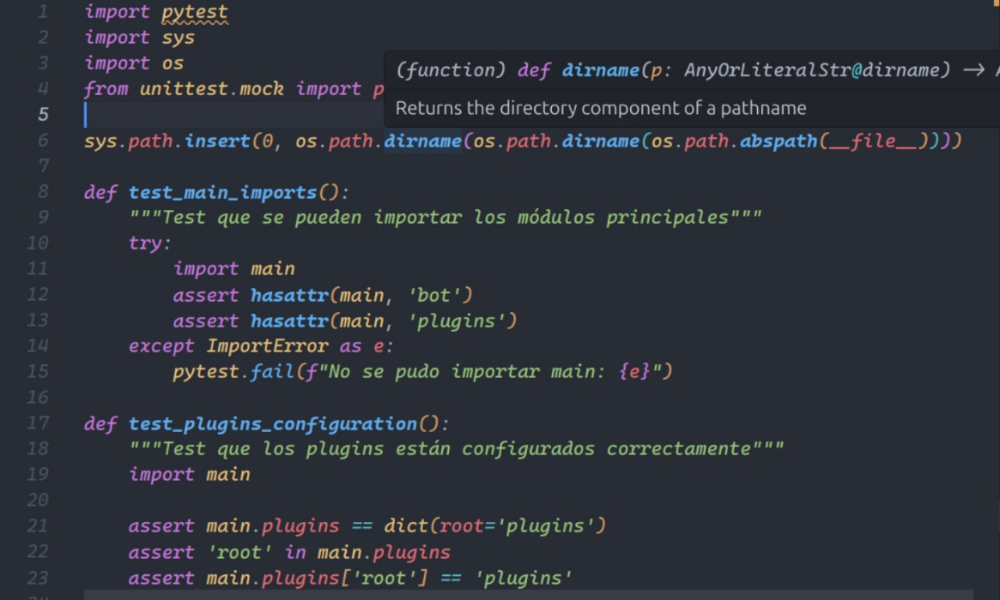 1 import pytest
2 import sys
3 import os
4 from unittest.mock import p
(function) def dirname(p: AnyOrLiteralStr@dirname) →
Returns the directory component of a pathname
5
6 sys.path.insert(0, os.path.dirname(os.path.dirname(os.path.abspath(__file__))))
7
8 def test_main_imports():
9 """Test que se pueden importar los módulos principales"""
10 try:
11 import main
12 assert hasattr(main, 'bot')
13 assert hasattr(main, 'plugins')
14 except ImportError as e:
15 pytest.fail(f"No se pudo importar main: {e}")
16
17 def test_plugins_configuration():
18 """Test que los plugins están configurados correctamente"""
19 import main
20
21 assert main.plugins == dict(root='plugins')
22 assert 'root' in main.plugins
23 assert main.plugins['root'] == 'plugins'